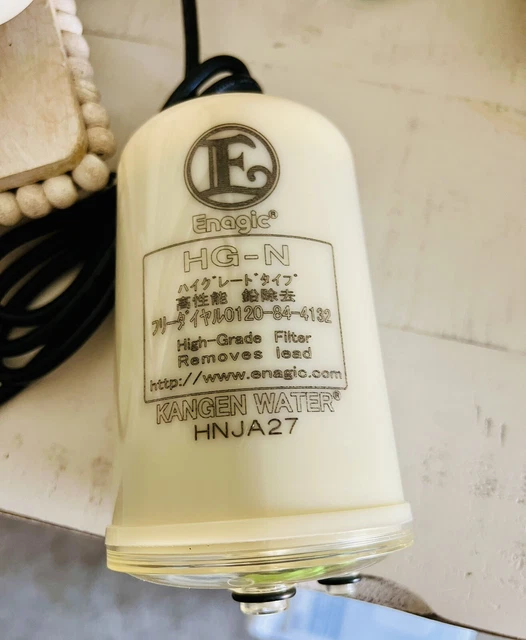 E
Enagic®
HG-N
ハイグレードタイプ
高性能 鉛除去
フリーダイヤル0120-84-4132
High-Grade Filter
Removes lead
http://www.enagic.com
KANGEN WATER®
HNJA27